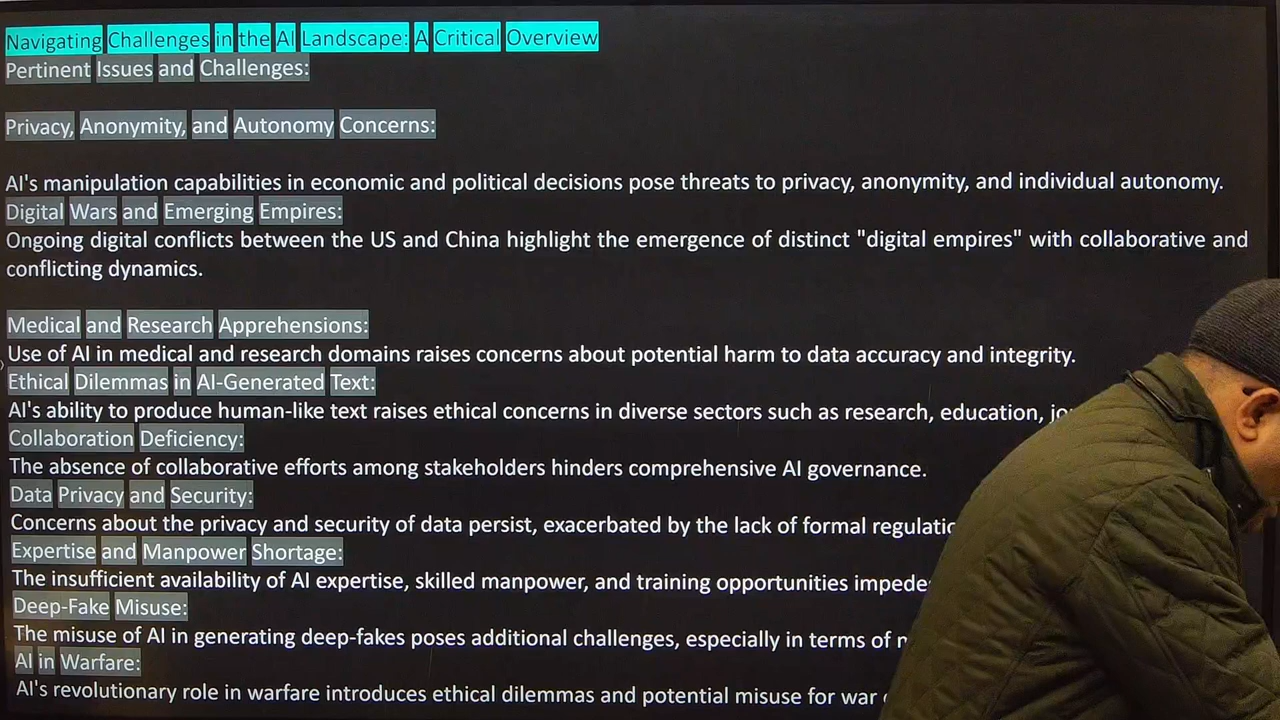 Navigating Challenges in the AI Landscape: A Critical Overview
Pertinent Issues and Challenges:
Privacy, Anonymity, and Autonomy Concerns:
AI's manipulation capabilities in economic and political decisions pose threats to privacy, anonymity, and individual autonomy.
Digital Wars and Emerging Empires:
Ongoing digital conflicts between the US and China highlight the emergence of distinct "digital empires" with collaborative and
conflicting dynamics.
Medical and Research Apprehensions:
Use of AI in medical and research domains raises concerns about potential harm to data accuracy and integrity.
Ethical Dilemmas in AI-Generated Text:
AI's ability to produce human-like text raises ethical concerns in diverse sectors such as research, education,
Collaboration Deficiency:
The absence of collaborative efforts among stakeholders hinders comprehensive AI governance.
Data Privacy and Security:
Concerns about the privacy and security of data persist, exacerbated by the lack of formal
Expertise and Manpower Shortage:
The insufficient availability of AI expertise, skilled manpower, and training opportunities
Deep-Fake Misuse:
The misuse of AI in generating deep-fakes poses additional challenges, especially in terms of
AI in Warfare:
AI's revolutionary role in warfare introduces ethical dilemmas and potential misuse for war